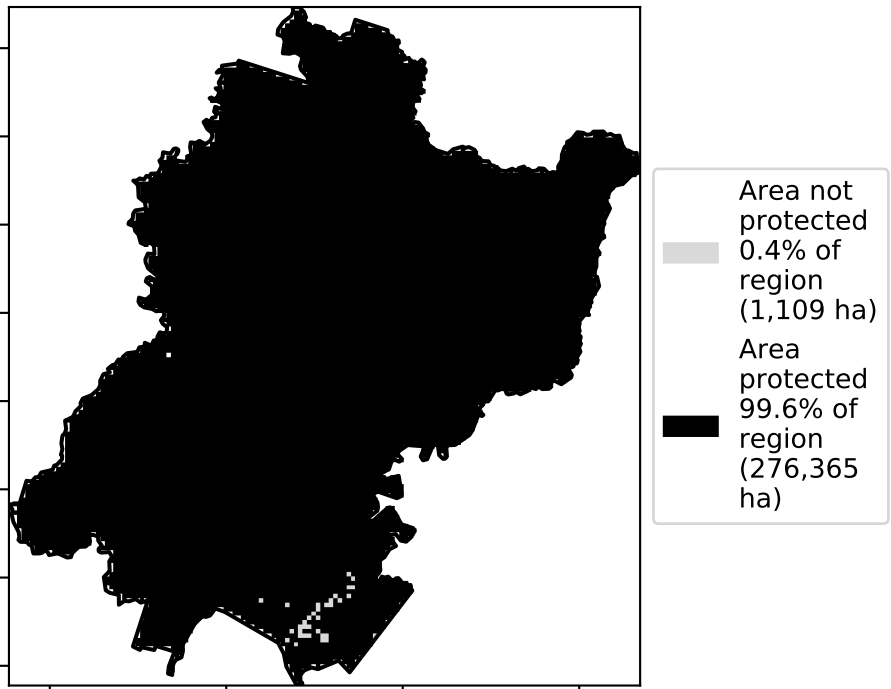 Area not
protected
0.4% of
region
(1,109 ha)
Area
protected
99.6% of
region
(276,365
ha)